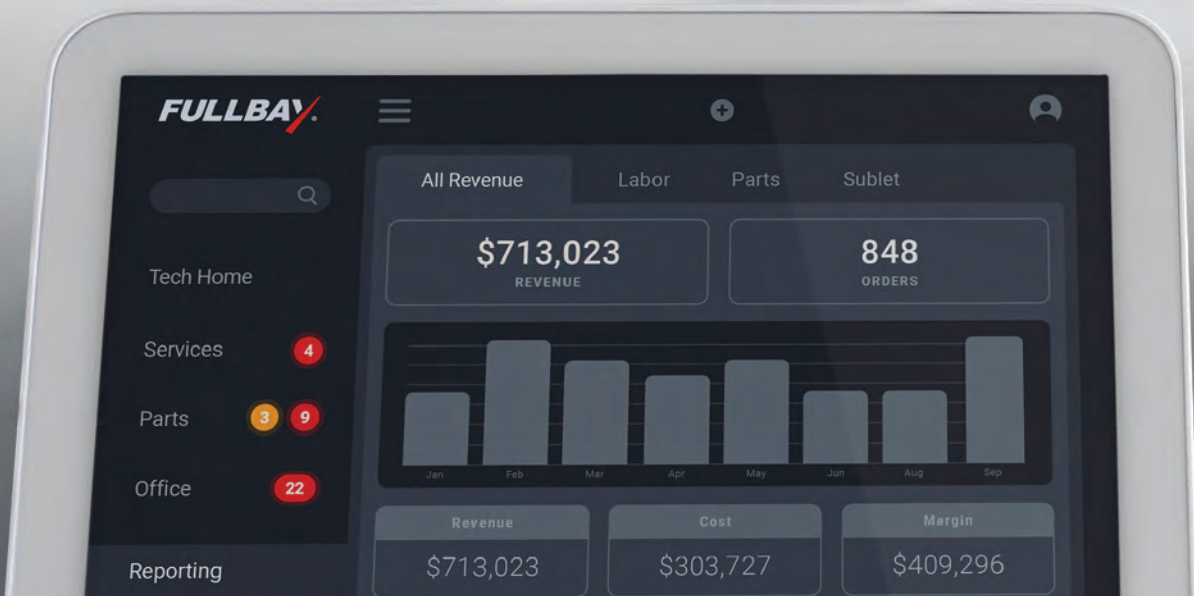 FULLBAY.
All Revenue Labor Parts Sublet
$713,023
REVENUE
848
ORDERS
Tech Home
Services 4
Parts 3 9
Office 22
Reporting
Jan Feb Mar Apr May Jun Aug Sep
Revenue
$713,023
Cost
$303,727
Margin
$409,296